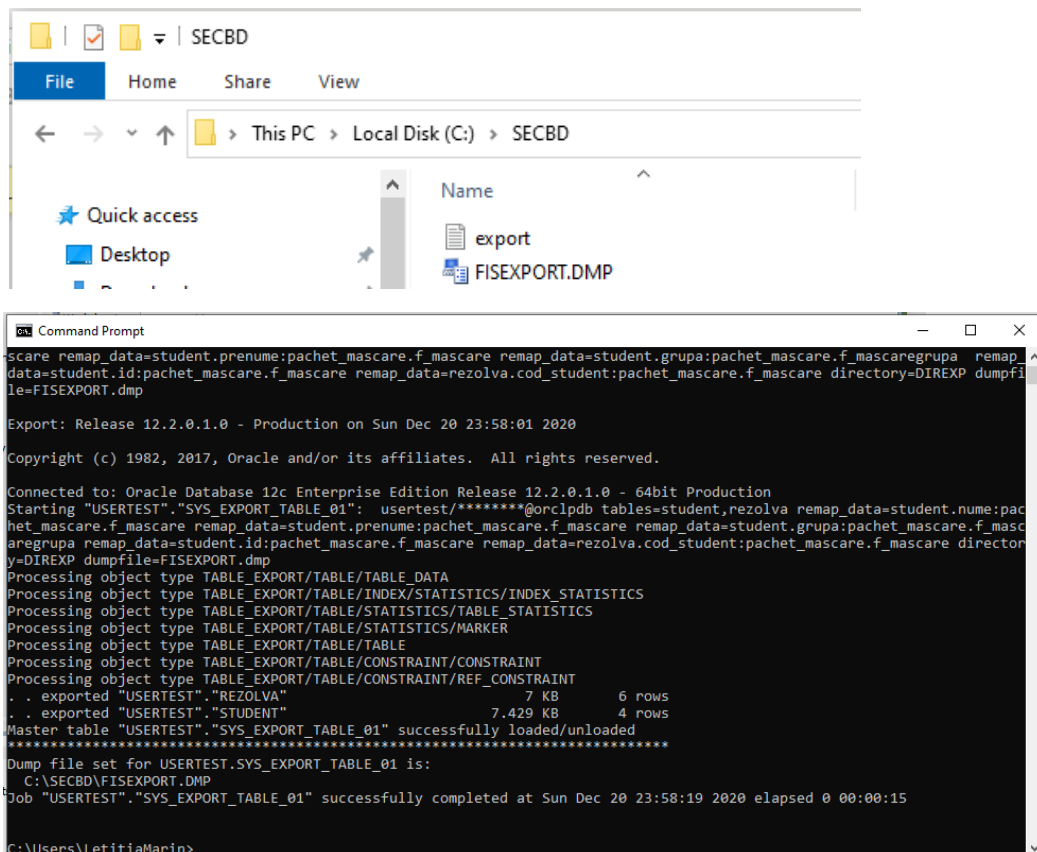 SECBD
File Home Share View
This PC > Local Disk (C:) > SECBD
Name
Quick access
export
Desktop
FISEXPORT.DMP
Command Prompt
scare remap_data=student.prenume:pachet_mascare.f_mascare remap_data=student.grupa:pachet_mascare.f_mascaregrupa  remap_
data=student.id:pachet_mascare.f_mascare remap_data=rezolva.cod_student:pachet_mascare.f_mascare directory=DIREXP dumpfi
le=FISEXPORT.dmp
Export: Release 12.2.0.1.0 - Production on Sun Dec 20 23:58:01 2020
Copyright (c) 1982, 2017, Oracle and/or its affiliates.  All rights reserved.
Connected to: Oracle Database 12c Enterprise Edition Release 12.2.0.1.0 - 64bit Production
Starting "USERTEST"."SYS_EXPORT_TABLE_01":  usertest/********@orclpdb tables=student,rezolva remap_data=student.nume:pac
het_mascare.f_mascare remap_data=student.prenume:pachet_mascare.f_mascare remap_data=student.grupa:pachet_mascare.f_masc
aregrupa remap_data=student.id:pachet_mascare.f_mascare remap_data=rezolva.cod_student:pachet_mascare.f_mascare director
y=DIREXP dumpfile=FISEXPORT.dmp
Processing object type TABLE_EXPORT/TABLE/TABLE_DATA
Processing object type TABLE_EXPORT/TABLE/INDEX/STATISTICS/INDEX_STATISTICS
Processing object type TABLE_EXPORT/TABLE/STATISTICS/TABLE_STATISTICS
Processing object type TABLE_EXPORT/TABLE/STATISTICS/MARKER
Processing object type TABLE_EXPORT/TABLE/TABLE
Processing object type TABLE_EXPORT/TABLE/CONSTRAINT/CONSTRAINT
Processing object type TABLE_EXPORT/TABLE/CONSTRAINT/REF_CONSTRAINT
. . exported "USERTEST"."REZOLVA"                          7 KB       6 rows
. . exported "USERTEST"."STUDENT"                      7.429 KB       4 rows
Master table "USERTEST"."SYS_EXPORT_TABLE_01" successfully loaded/unloaded
******************************************************************************
Dump file set for USERTEST.SYS_EXPORT_TABLE_01 is:
  C:\SECBD\FISEXPORT.DMP
Job "USERTEST"."SYS_EXPORT_TABLE_01" successfully completed at Sun Dec 20 23:58:19 2020 elapsed 0 00:00:15
C:\Users\LetitiaMarin>